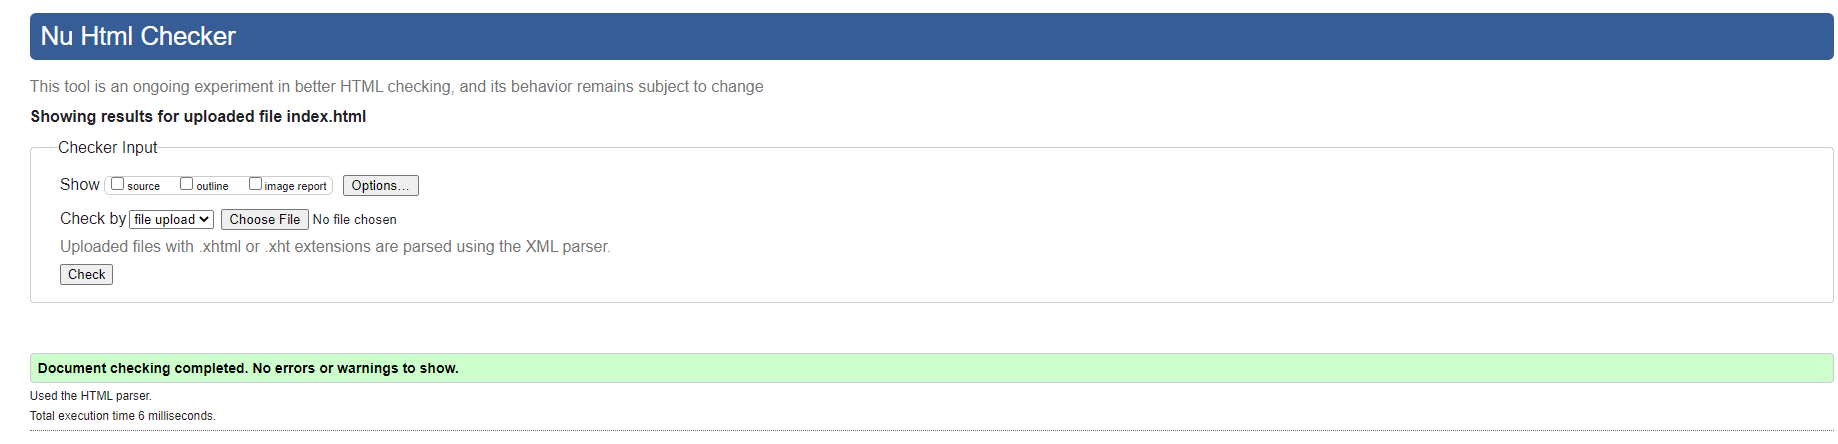 Nu Html Checker
This tool is an ongoing experiment in better HTML checking, and its behavior remains subject to change
Showing results for uploaded file index.html
Checker Input
Show source outline image report Options...
Check by file upload Choose File No file chosen
Uploaded files with .xhtml or .xht extensions are parsed using the XML parser.
Check
Document checking completed. No errors or warnings to show.
Used the HTML parser.
Total execution time 6 milliseconds.